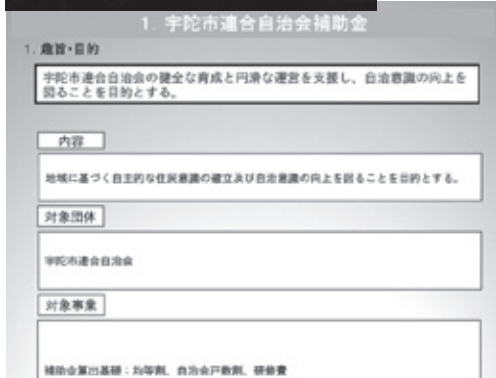 1. 宇陀市連合自治会補助金
1. 趣旨・目的
宇陀市連合自治会の健全な育成と円滑な運営を支援し、自治意識の向上を
図ることを目的とする。
内容
地域に基づく自主的な住民意識の確立及び自治意識の向上を図ることを目的とする。
対象団体
宇陀市連合自治会
対象事業
補助金算出基礎：均等割、自治会戸数割、研修費